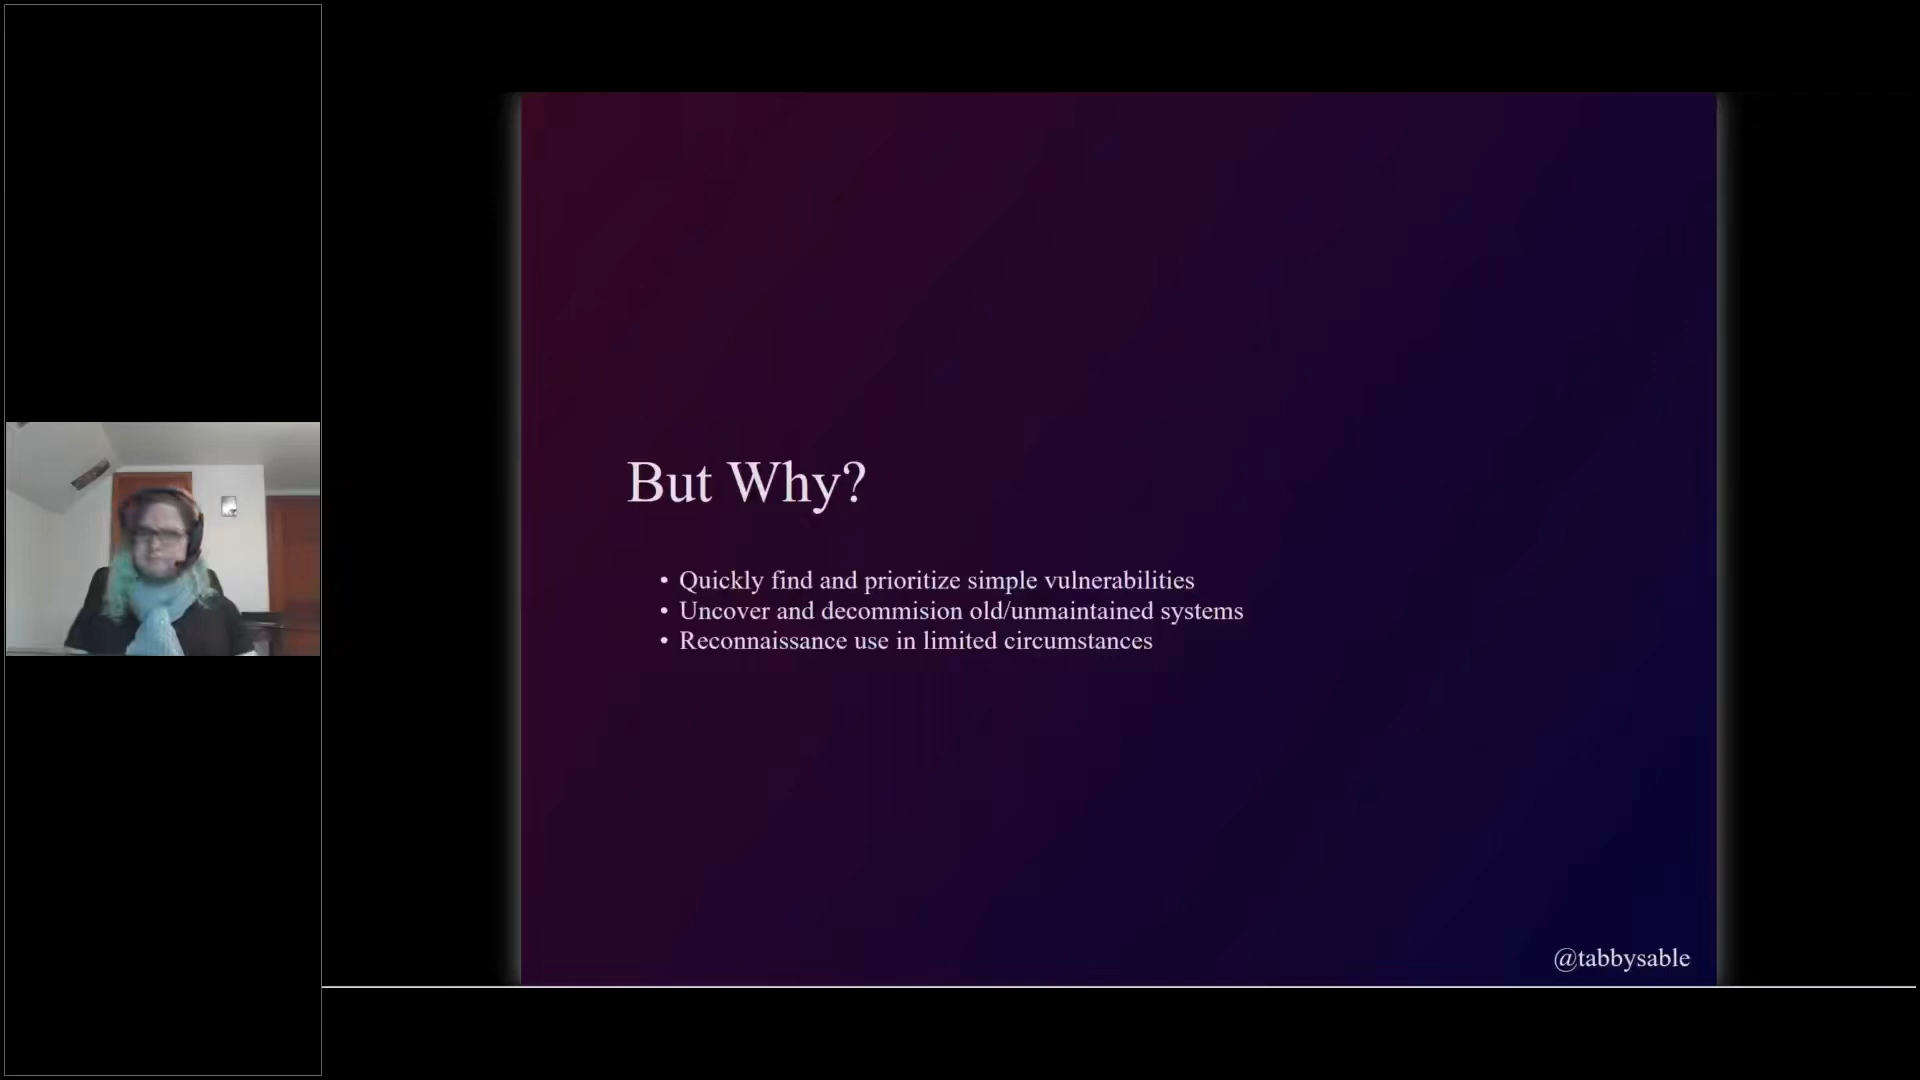 But Why?
• Quickly find and prioritize simple vulnerabilities
• Uncover and decommision old/unmaintained systems
• Reconnaissance use in limited circumstances
@tabbysable